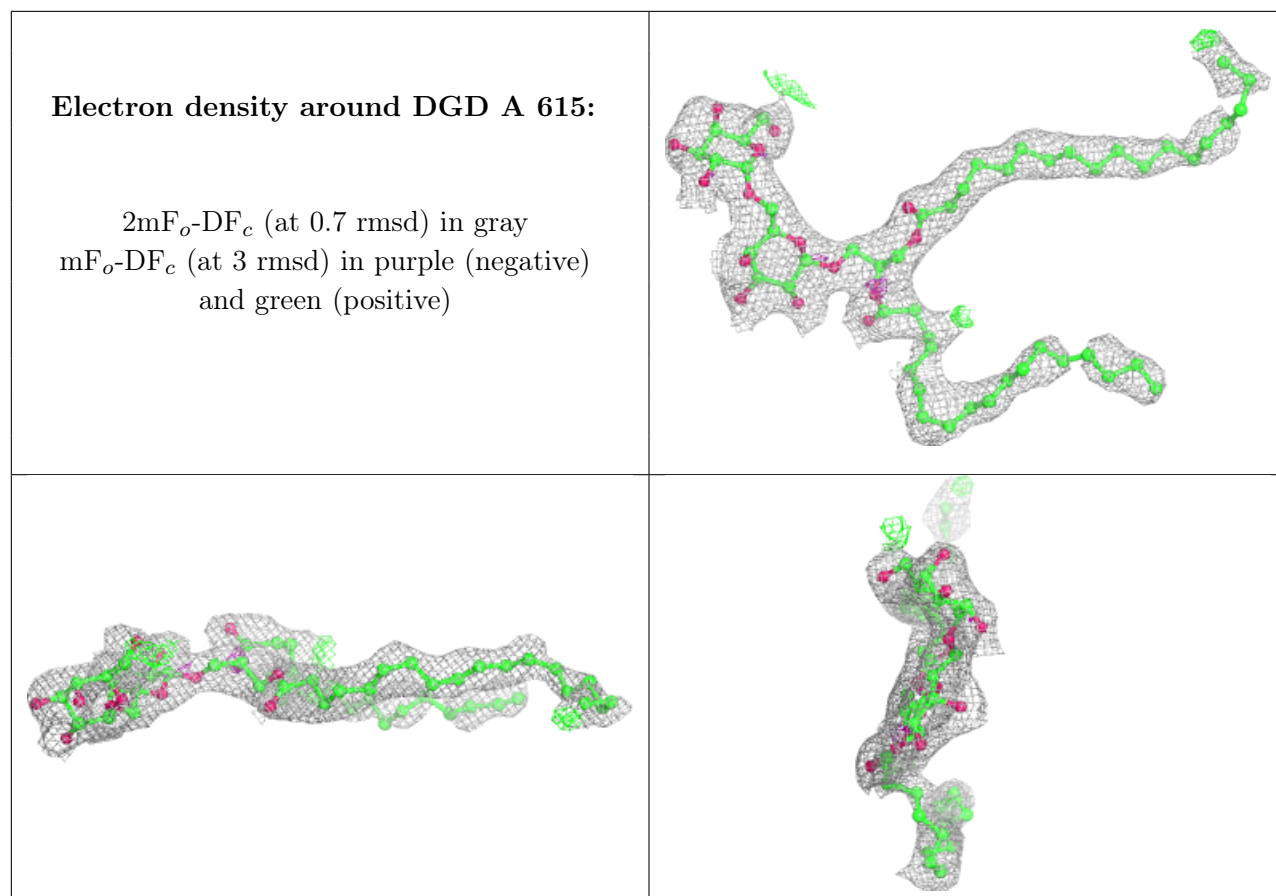 Electron density around DGD A 615:
2mFo-DFc (at 0.7 rmsd) in gray
mFo-DFc (at 3 rmsd) in purple (negative)
and green (positive)